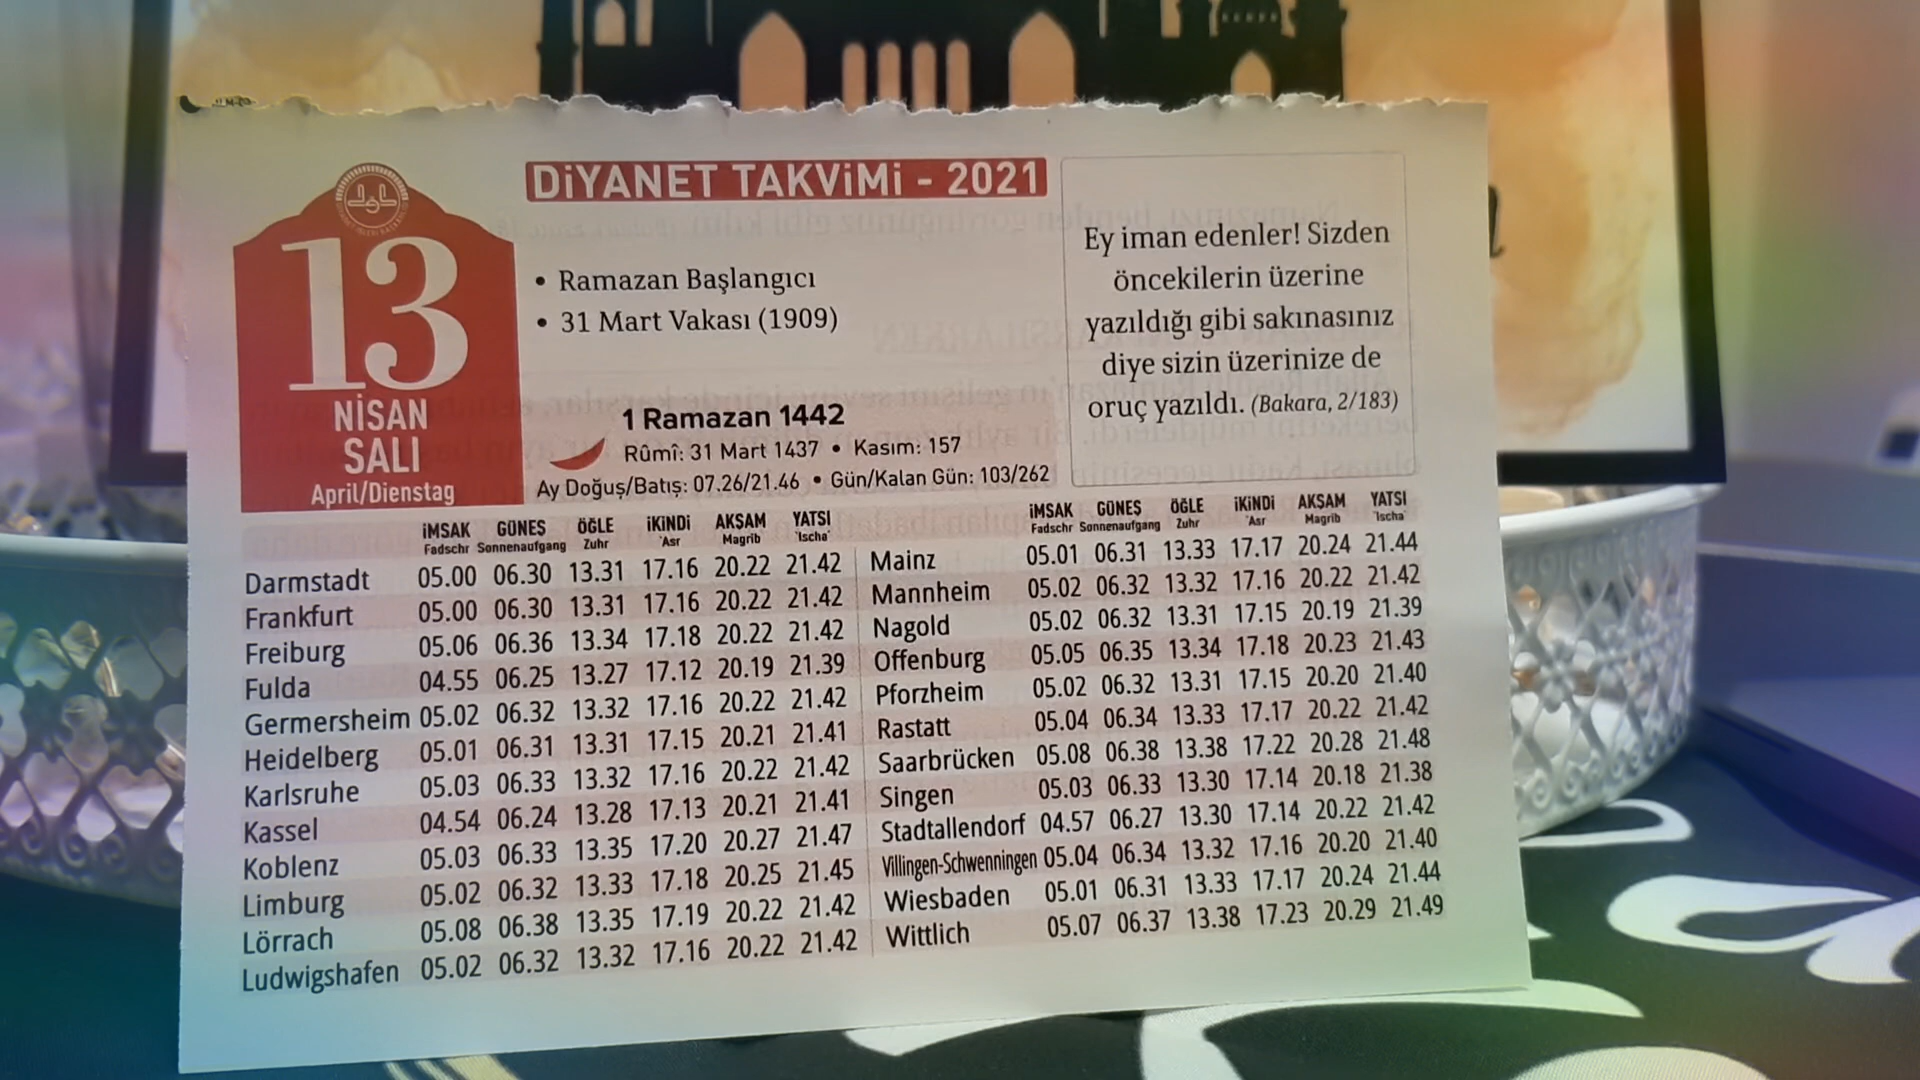 DİYANET TAKVİMİ - 2021
13
NİSAN
SALI
April/Dienstag
• Ramazan Başlangıcı
• 31 Mart Vakası (1909)
1 Ramazan 1442
Rûmî: 31 Mart 1437 • Kasım: 157
Ay Doğuş/Batış: 07.26/21.46 • Gün/Kalan Gün: 103/262
Ey iman edenler! Sizden
öncekilerin üzerine
yazıldığı gibi sakınasınız
diye sizin üzerinize de
oruç yazıldı. (Bakara, 2/183)
İMSAK GÜNEŞ ÖĞLE İKİNDİ AKŞAM YATSI
Fadschr Sonnenaufgang Zuhr 'Asr Magrib 'Ischa'
Darmstadt 05.00 06.30 13.31 17.16 20.22 21.42
Frankfurt 05.00 06.30 13.31 17.16 20.22 21.42
Freiburg 05.06 06.36 13.34 17.18 20.22 21.42
Fulda 04.55 06.25 13.27 17.12 20.19 21.39
Germersheim 05.02 06.32 13.32 17.16 20.22 21.42
Heidelberg 05.01 06.31 13.31 17.15 20.21 21.41
Karlsruhe 05.03 06.33 13.32 17.16 20.22 21.42
Kassel 04.54 06.24 13.28 17.13 20.21 21.41
Koblenz 05.03 06.33 13.35 17.20 20.27 21.47
Limburg 05.02 06.32 13.33 17.18 20.25 21.45
Lörrach 05.08 06.38 13.35 17.19 20.22 21.42
Ludwigshafen 05.02 06.32 13.32 17.16 20.22 21.42
İMSAK GÜNEŞ ÖĞLE İKİNDİ AKŞAM YATSI
Fadschr Sonnenaufgang Zuhr 'Asr Magrib 'Ischa'
Mainz 05.01 06.31 13.33 17.17 20.24 21.44
Mannheim 05.02 06.32 13.32 17.16 20.22 21.42
Nagold 05.02 06.32 13.31 17.15 20.19 21.39
Offenburg 05.05 06.35 13.34 17.18 20.23 21.43
Pforzheim 05.02 06.32 13.31 17.15 20.20 21.40
Rastatt 05.04 06.34 13.33 17.17 20.22 21.42
Saarbrücken 05.08 06.38 13.38 17.22 20.28 21.48
Singen 05.03 06.33 13.30 17.14 20.18 21.38
Stadtallendorf 04.57 06.27 13.30 17.14 20.22 21.42
Villingen-Schwenningen 05.04 06.34 13.32 17.16 20.20 21.40
Wiesbaden 05.01 06.31 13.33 17.17 20.24 21.44
Wittlich 05.07 06.37 13.38 17.23 20.29 21.49